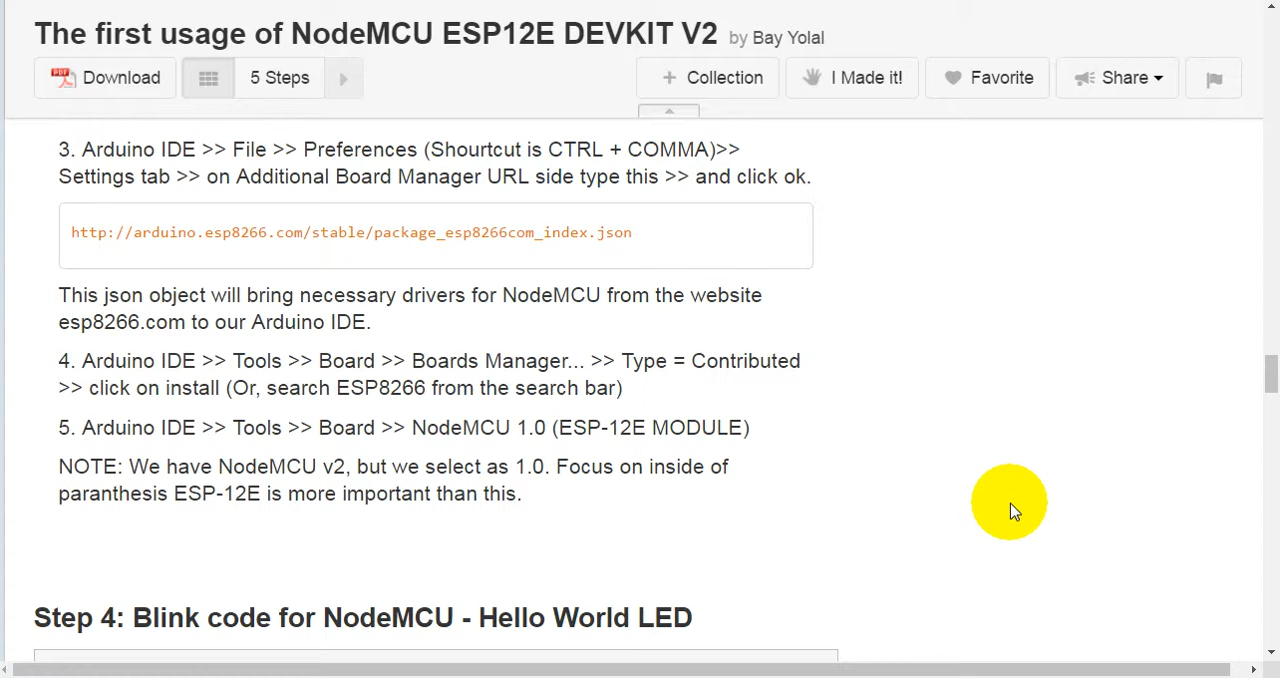 The first usage of NodeMCU ESP12E DEVKIT V2 by Bay Yolal
PDF Download 5 Steps + Collection I Made it! Favorite Share
3. Arduino IDE >> File >> Preferences (Shourtcut is CTRL + COMMA)>>
Settings tab >> on Additional Board Manager URL side type this >> and click ok.
http://arduino.esp8266.com/stable/package_esp8266com_index.json
This json object will bring necessary drivers for NodeMCU from the website
esp8266.com to our Arduino IDE.
4. Arduino IDE >> Tools >> Board >> Boards Manager... >> Type = Contributed
>> click on install (Or, search ESP8266 from the search bar)
5. Arduino IDE >> Tools >> Board >> NodeMCU 1.0 (ESP-12E MODULE)
NOTE: We have NodeMCU v2, but we select as 1.0. Focus on inside of
paranthesis ESP-12E is more important than this.
Step 4: Blink code for NodeMCU - Hello World LED